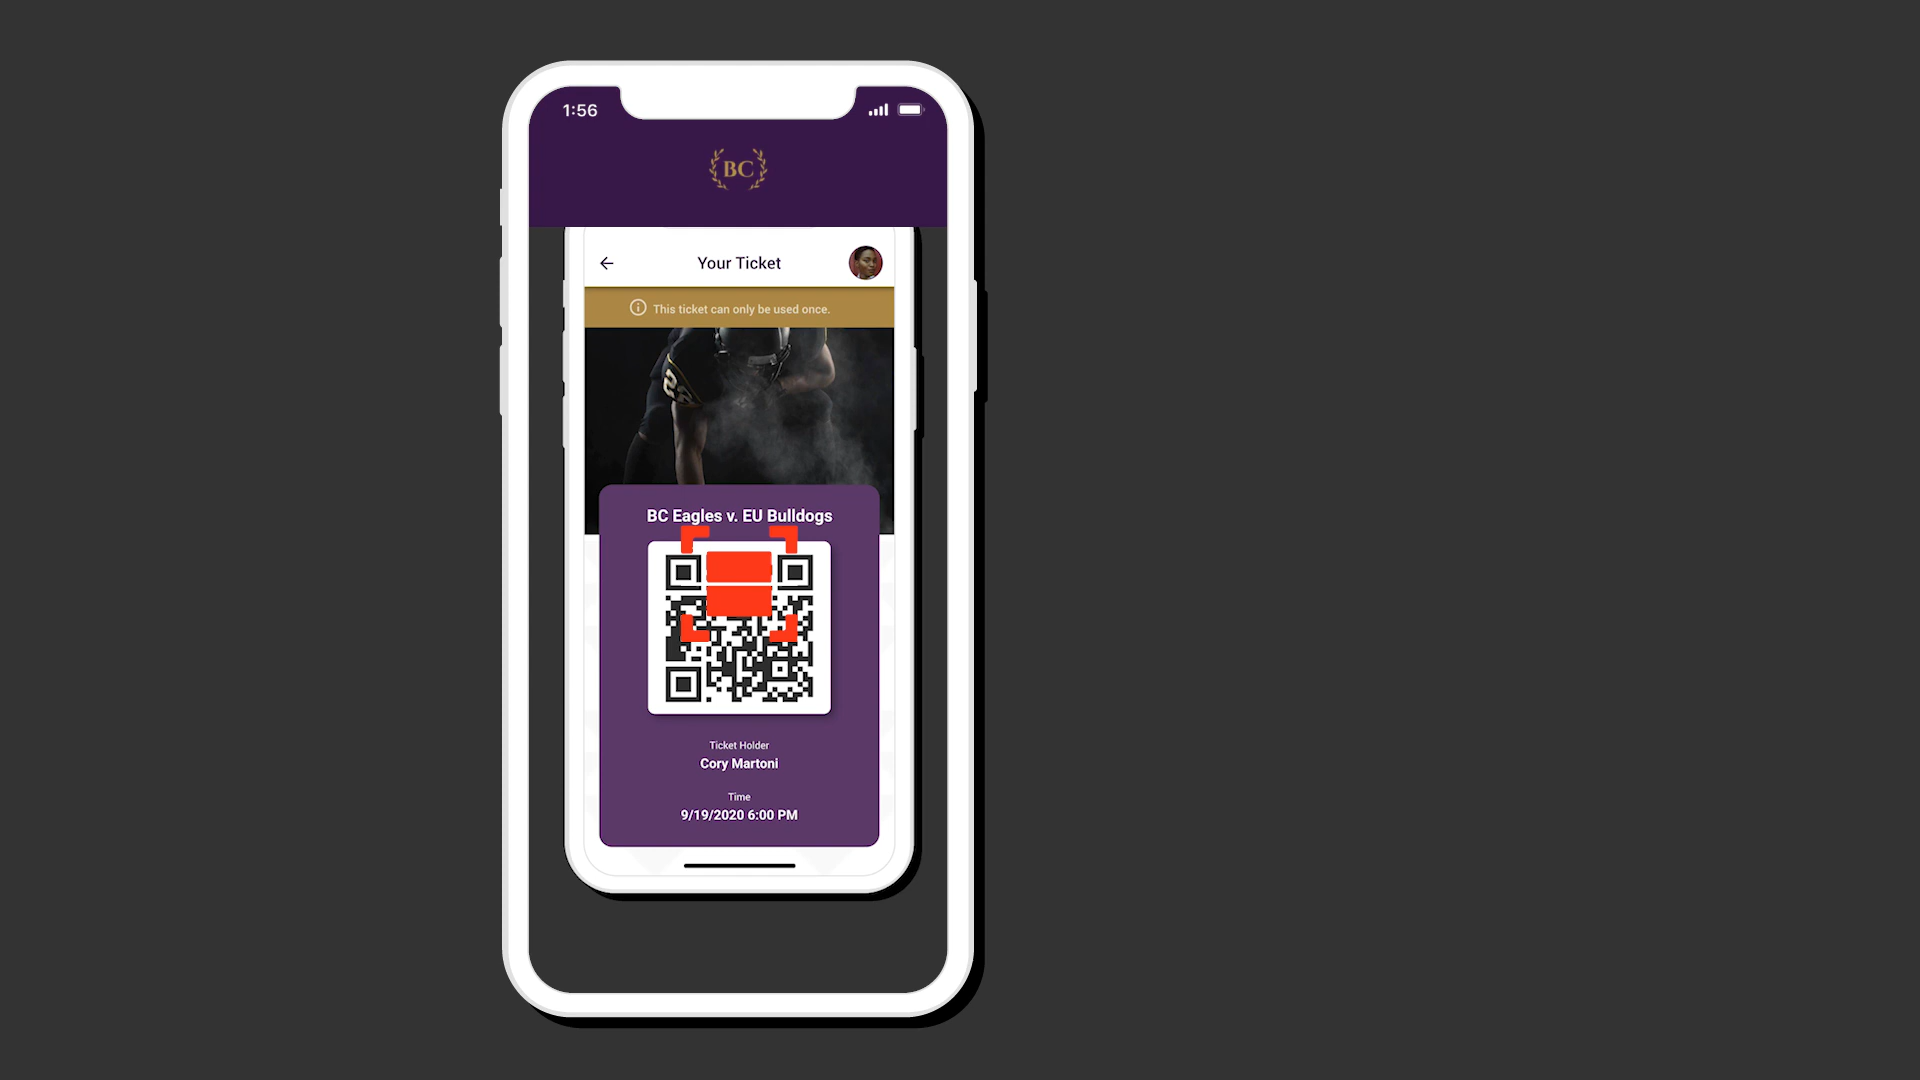 1:56
BC
Your Ticket
This ticket can only be used once.
22
BC Eagles v. EU Bulldogs
Ticket Holder
Cory Martoni
Time
9/19/2020 6:00 PM